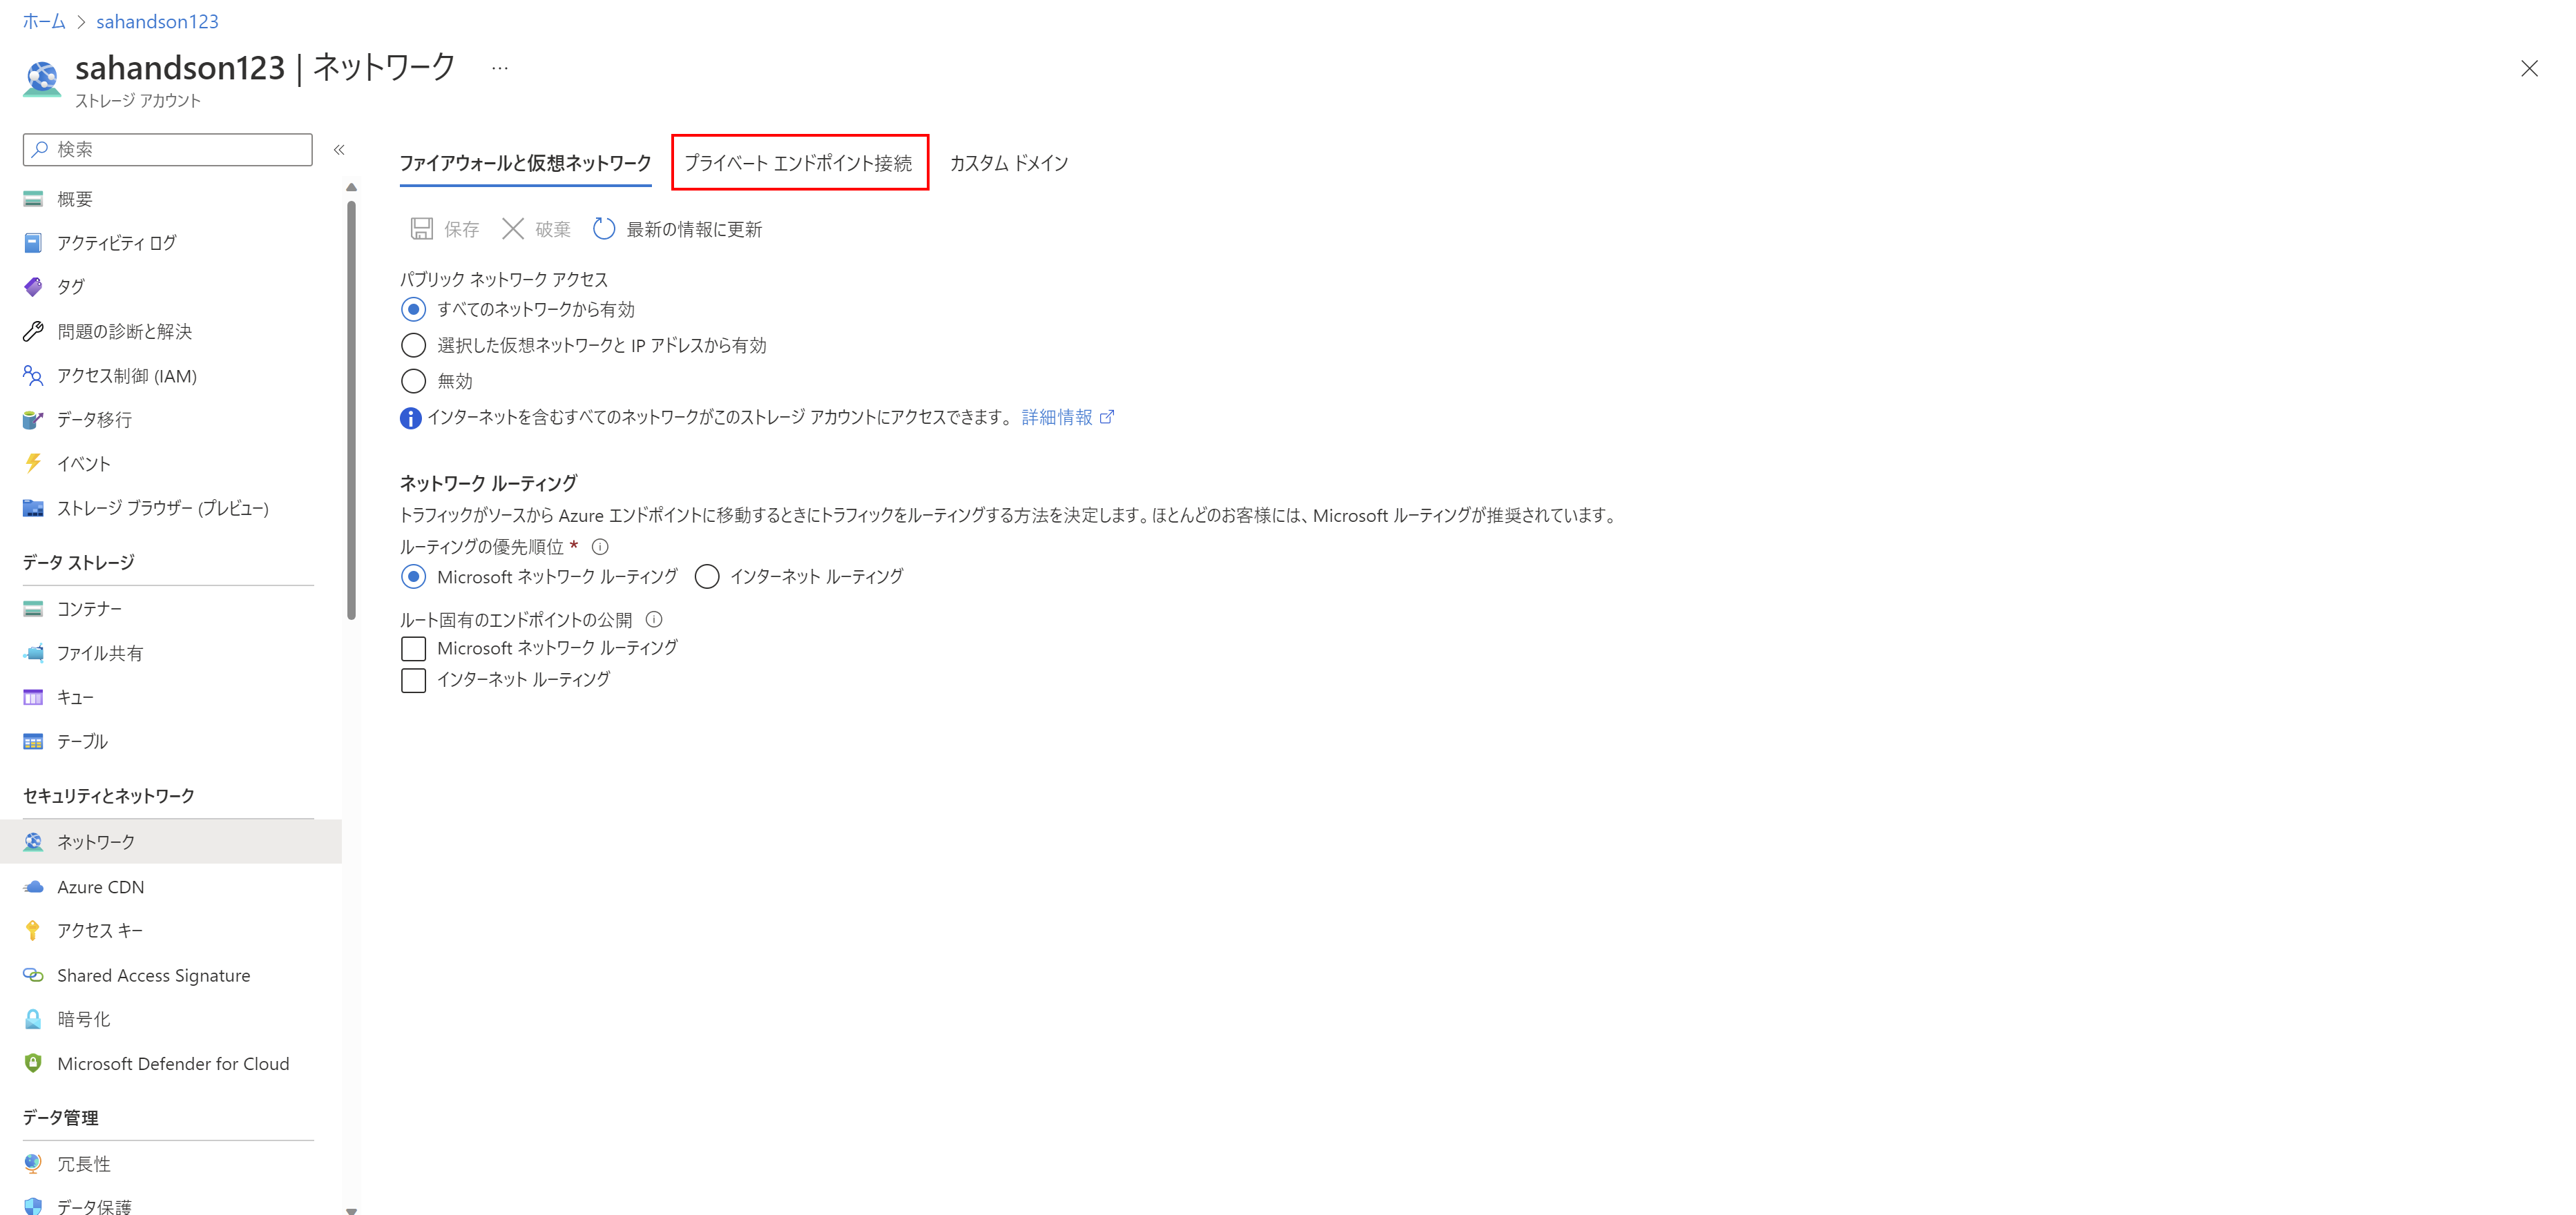 ホーム > sahandson123
sahandson123 | ネットワーク ...
ストレージ アカウント
検索 «
概要
アクティビティ ログ
タグ
問題の診断と解決
アクセス制御 (IAM)
データ移行
イベント
ストレージ ブラウザー (プレビュー)
データ ストレージ
コンテナー
ファイル共有
キュー
テーブル
セキュリティとネットワーク
ネットワーク
Azure CDN
アクセス キー
Shared Access Signature
暗号化
Microsoft Defender for Cloud
データ管理
冗長性
データ保護
ファイアウォールと仮想ネットワーク プライベート エンドポイント接続 カスタム ドメイン
保存 破棄 最新の情報に更新
パブリック ネットワーク アクセス
すべてのネットワークから有効
選択した仮想ネットワークと IP アドレスから有効
無効
インターネットを含むすべてのネットワークがこのストレージ アカウントにアクセスできます。 詳細情報
ネットワーク ルーティング
トラフィックがソースから Azure エンドポイントに移動するときにトラフィックをルーティングする方法を決定します。ほとんどのお客様には、Microsoft ルーティングが推奨されています。
ルーティングの優先順位 *
Microsoft ネットワーク ルーティング インターネット ルーティング
ルート固有のエンドポイントの公開
Microsoft ネットワーク ルーティング
インターネット ルーティング